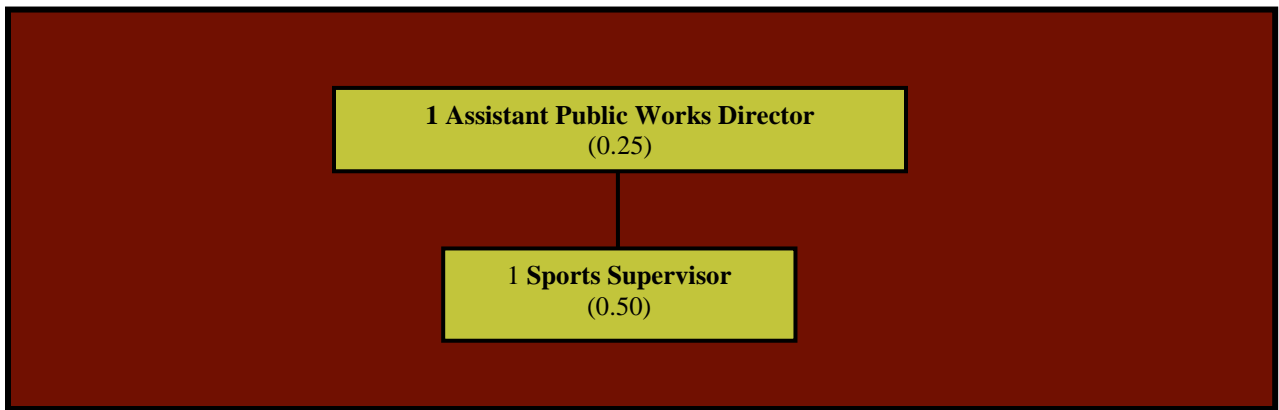 1 Assistant Public Works Director
(0.25)
1 Sports Supervisor
(0.50)